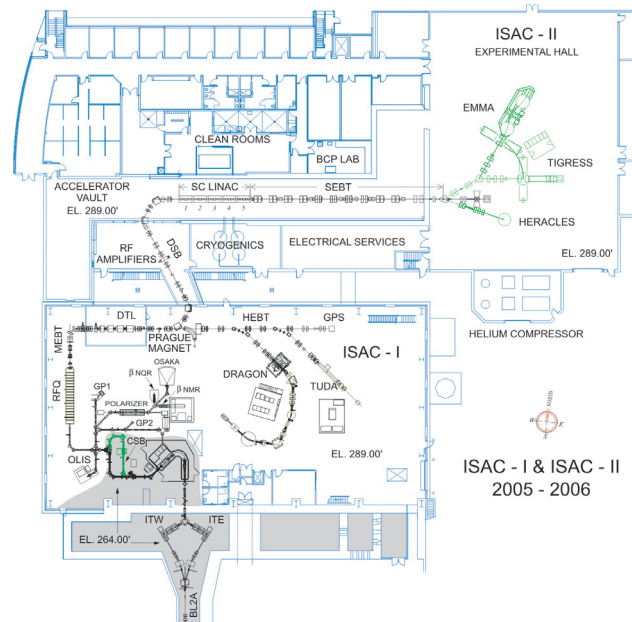 ISAC - II
EXPERIMENTAL HALL
EMMA
TIGRESS
HERACLES
EL. 289.00'
CLEAN ROOMS
BCP LAB
ACCELERATOR
VAULT
EL. 289.00'
SC LINAC
SEBT
1 2 3 4 5
RF
AMPLIFIERS
DSB
CRYOGENICS
ELECTRICAL SERVICES
HELIUM COMPRESSOR
DTL
HEBT
GPS
MEBT
PRAGUE
MAGNET
ISAC - I
OSAKA
β NQR
β NMR
DRAGON
TUDA
RFQ
GP1
POLARIZER
GP2
CSB
OLIS
EL. 289.00'
NORTH
W
E
ISAC - I & ISAC - II
2005 - 2006
ITW
ITE
EL. 264.00'
BL2A